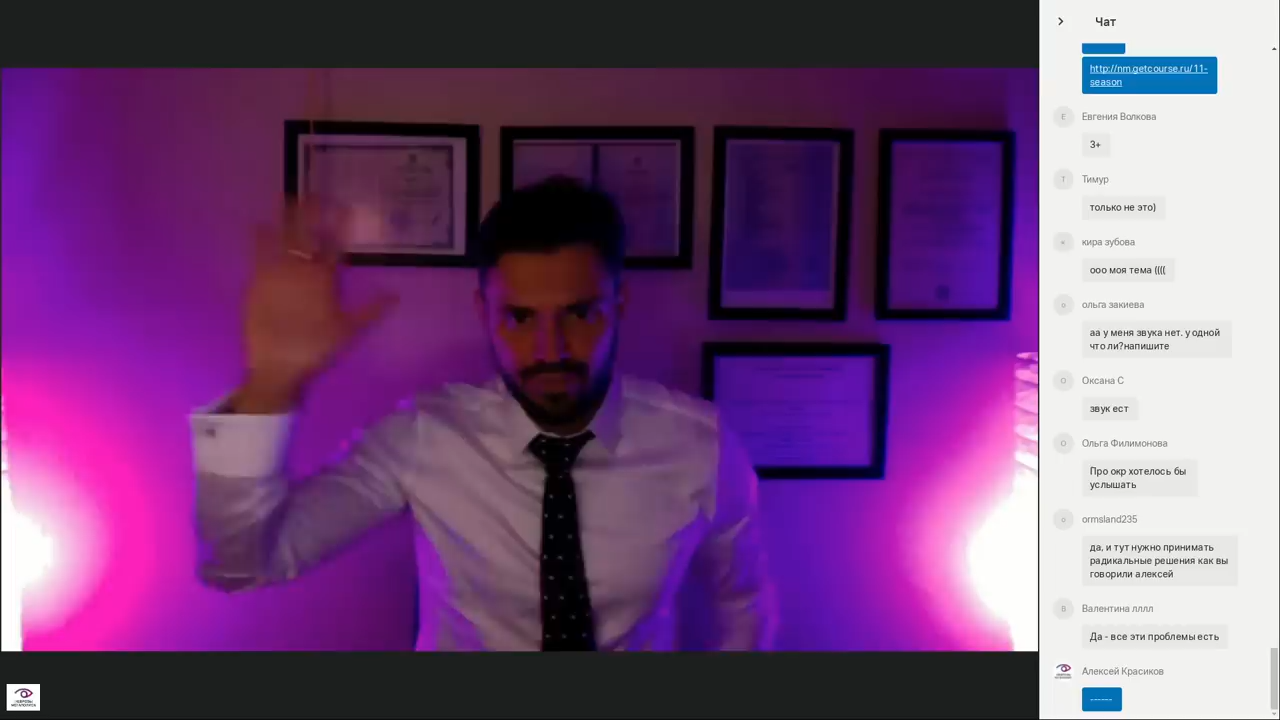 Чат
http://nm.getcourse.ru/11-
season
Евгения Волкова
3+
Тимур
только не это)
кира зубова
ооо моя тема ((((
ольга закиева
аа у меня звука нет. у одной
что ли?напишите
Оксана С
звук ест
Ольга Филимонова
Про окр хотелось бы
услышать
ormsland235
да, и тут нужно принимать
радикальные решения как вы
говорили алексей
Валентина лллл
Да - все эти проблемы есть
Алексей Красиков
------